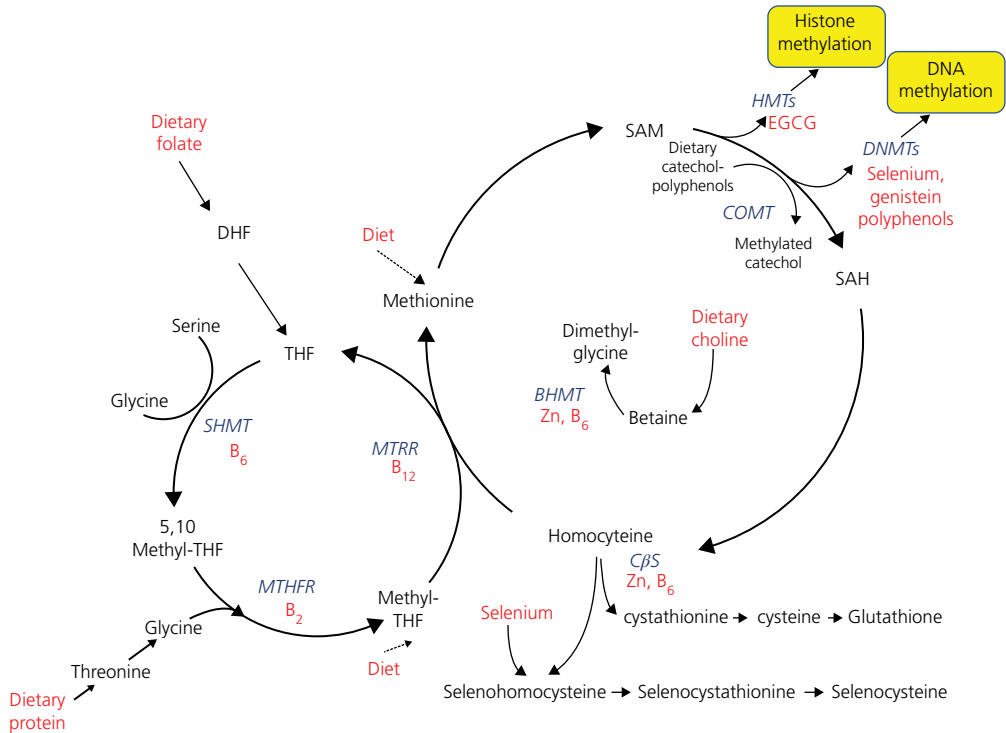 Histone
methylation
DNA
methylation
HMTs
EGCG
SAM
DNMTs
Dietary
catechol-
polyphenols
Selenium,
genistein
polyphenols
COMT
Methylated
catechol
SAH
Dietary
folate
DHF
Diet
Methionine
Serine
THF
Glycine
SHMT
B6
MTRR
B12
Dimethyl-
glycine
Dietary
choline
BHMT
Zn, B6
Betaine
5,10
Methyl-THF
MTHFR
B2
Methyl-
THF
Diet
Glycine
Threonine
Dietary
protein
Homocyteine
CβS
Zn, B6
Selenium
cystathionine
cysteine
Glutathione
Selenohomocysteine
Selenocystathionine
Selenocysteine